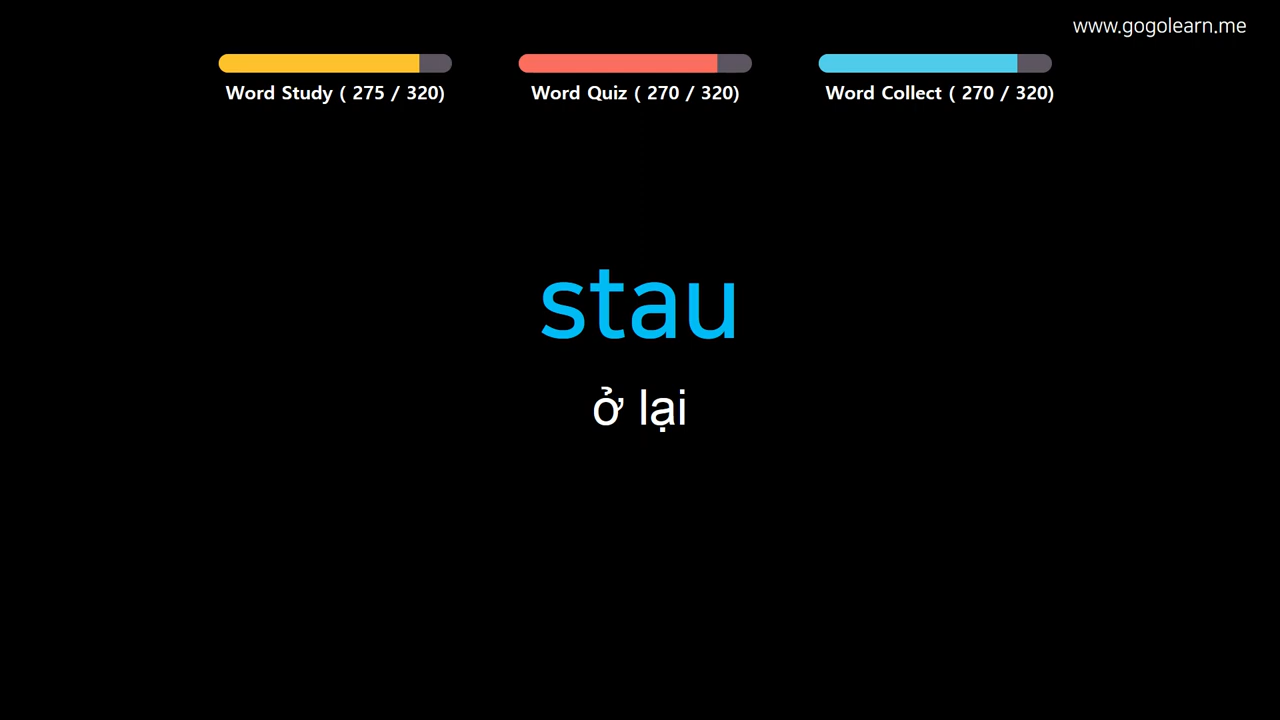 www.gogolearn.me
Word Study ( 275 / 320)
Word Quiz ( 270 / 320)
Word Collect ( 270 / 320)
stau
ở lại